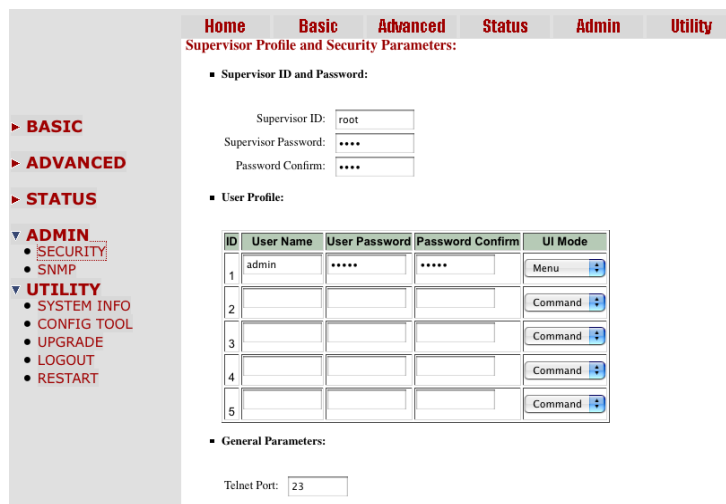 Home Basic Advanced Status Admin Utility
Supervisor Profile and Security Parameters:
Supervisor ID and Password:
Supervisor ID: root
Supervisor Password: ••••
Password Confirm: ••••
User Profile:
ID User Name User Password Password Confirm UI Mode
1 admin ••••• ••••• Menu
2 Command
3 Command
4 Command
5 Command
General Parameters:
Telnet Port: 23
BASIC
ADVANCED
STATUS
ADMIN
SECURITY
SNMP
UTILITY
SYSTEM INFO
CONFIG TOOL
UPGRADE
LOGOUT
RESTART